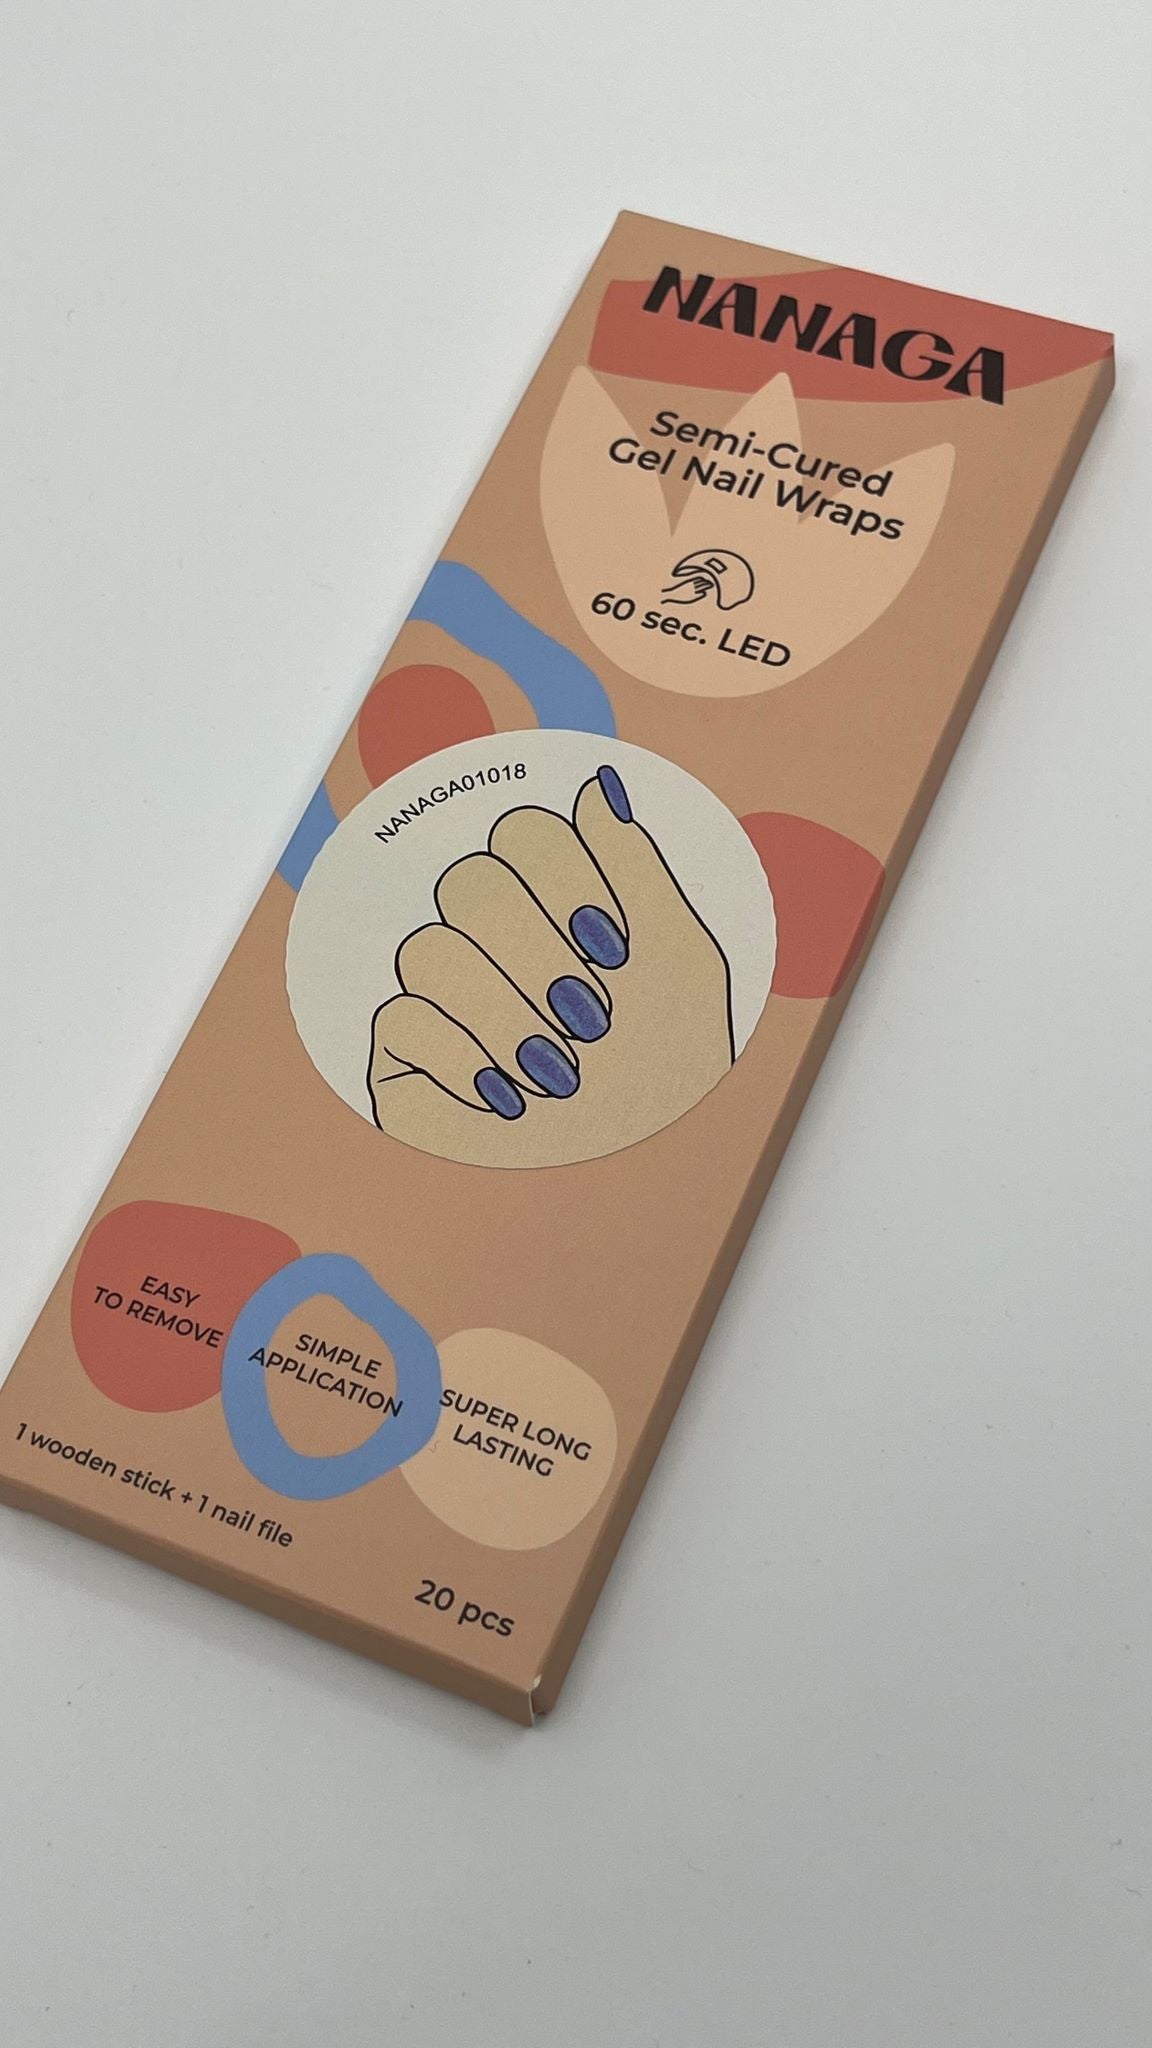 NANAGA
Semi-Cured
Gel Nail Wraps
60 sec. LED
NANAGA01018
EASY
TO REMOVE
SIMPLE
APPLICATION
SUPER LONG
LASTING
1 wooden stick + 1 nail file
20 pcs